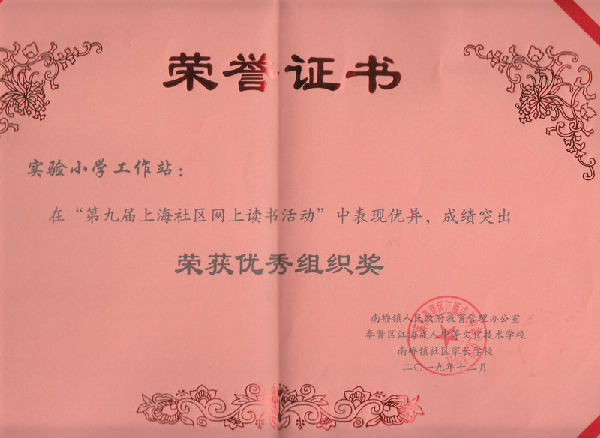 荣誉证书
实验小学工作站：
在“第九届上海社区网上读书活动”中表现优异，成绩突出
荣获优秀组织奖
南桥镇人民政府教育管理办公室
奉贤区江海成人中等文化技术学校
南桥镇社区家长学校
二〇一九年十二月